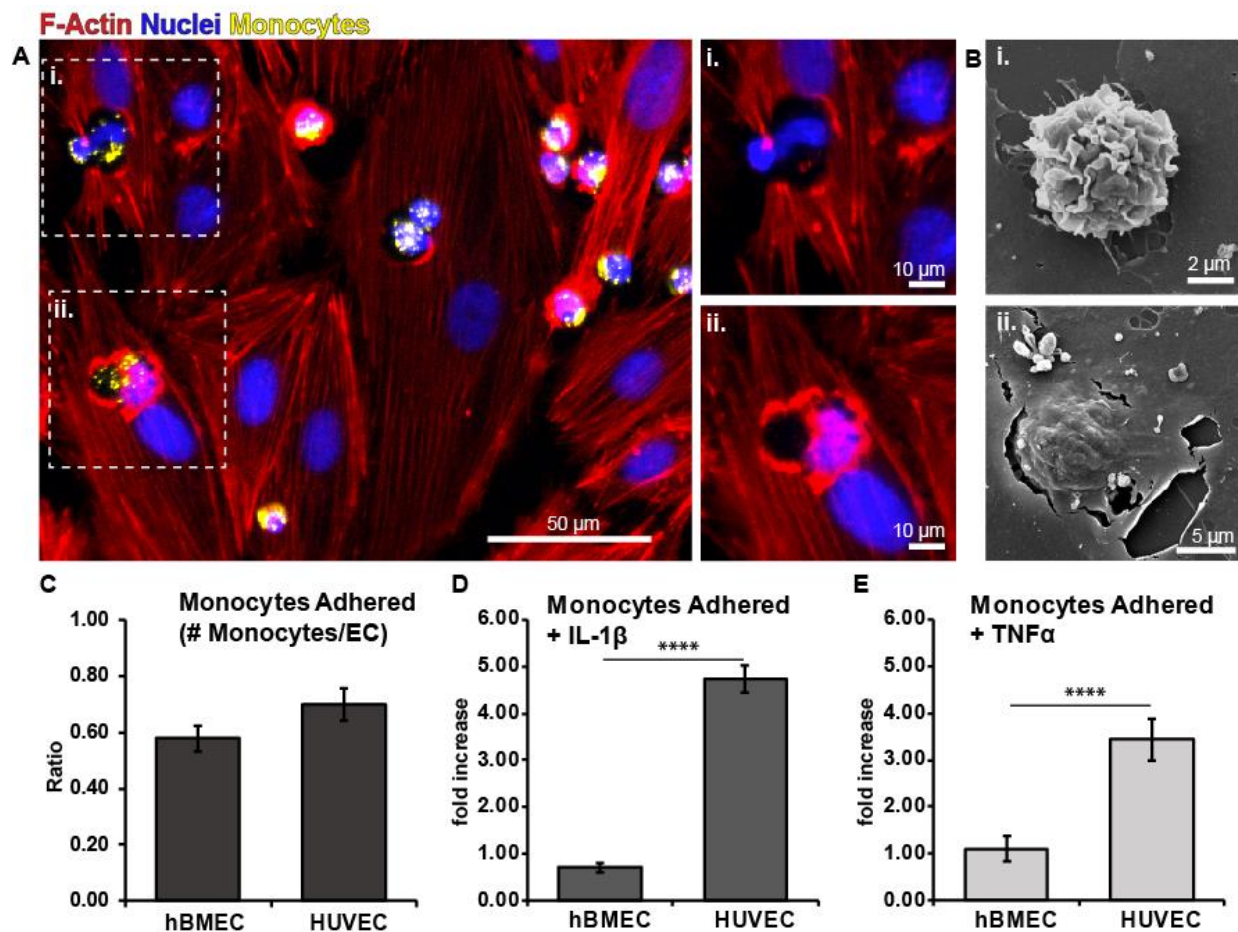 F-Actin Nuclei Monocytes
A
i.
ii.
50 µm
i.
10 µm
ii.
10 µm
B
i.
2 µm
ii.
5 µm
C
Monocytes Adhered
(# Monocytes/EC)
Ratio
1.00
0.80
0.60
0.40
0.20
0.00
hBMEC HUVEC
D
Monocytes Adhered
+ IL-1β
****
fold increase
6.00
5.00
4.00
3.00
2.00
1.00
0.00
hBMEC HUVEC
E
Monocytes Adhered
+ TNFα
****
fold increase
6.00
5.00
4.00
3.00
2.00
1.00
0.00
hBMEC HUVEC